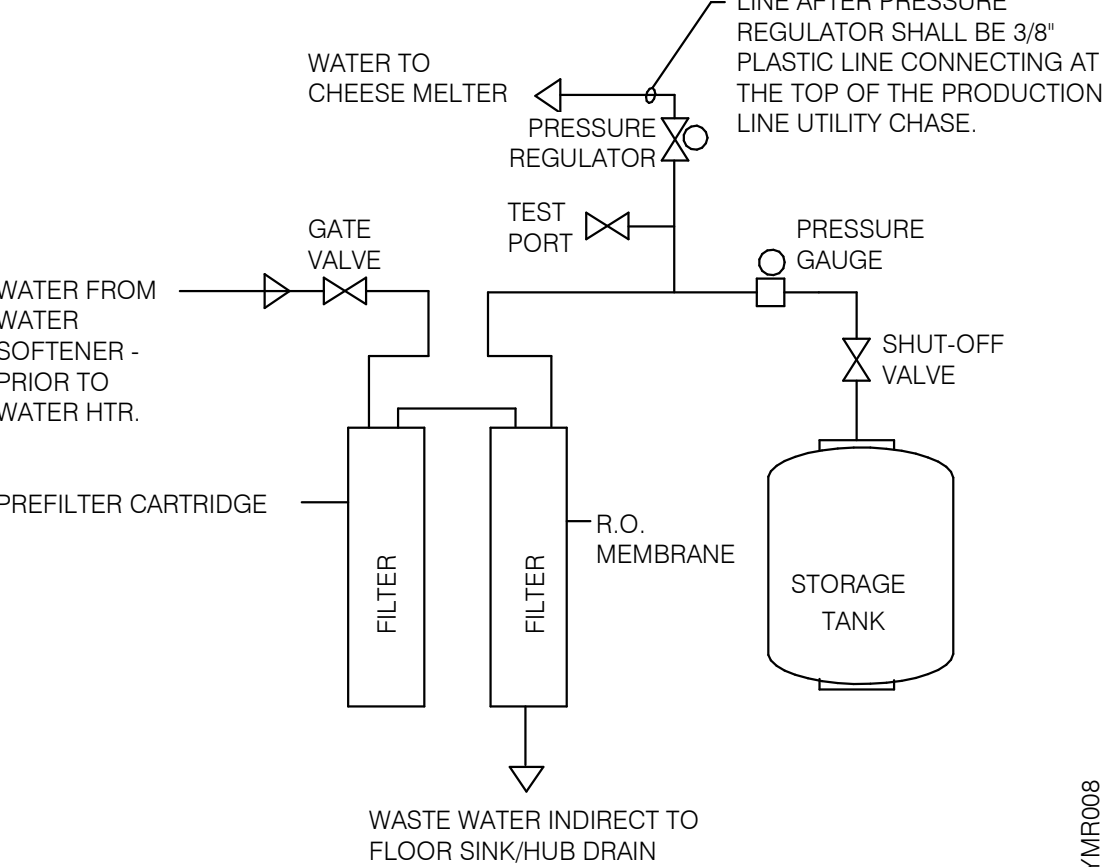 LINE AFTER PRESSURE
REGULATOR SHALL BE 3/8"
PLASTIC LINE CONNECTING AT
THE TOP OF THE PRODUCTION
LINE UTILITY CHASE.
WATER TO
CHEESE MELTER
PRESSURE
REGULATOR
TEST
PORT
GATE
VALVE
PRESSURE
GAUGE
WATER FROM
WATER
SOFTENER -
PRIOR TO
WATER HTR.
SHUT-OFF
VALVE
PREFILTER CARTRIDGE
FILTER
FILTER
R.O.
MEMBRANE
STORAGE
TANK
WASTE WATER INDIRECT TO
FLOOR SINK/HUB DRAIN
YMR008